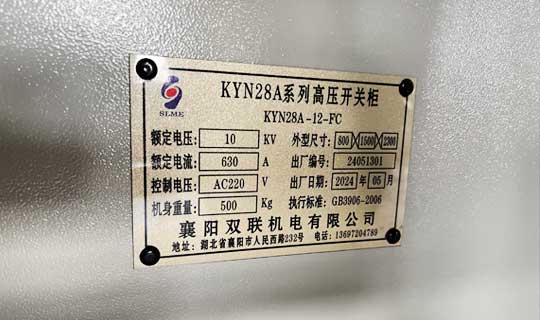 SLME
KYN28A系列高压开关柜
KYN28A-12-FC
额定电压: 10 KV 外型尺寸: 800X1500X2300
额定电流: 630 A 出厂编号: 24051301
控制电压: AC220 V 出厂日期: 2024 年 05 月
机身重量: 500 Kg 执行标准: GB3906-2006
襄阳双联机电有限公司
地址: 湖北省襄阳市人民西路232号 电话: 13697204789